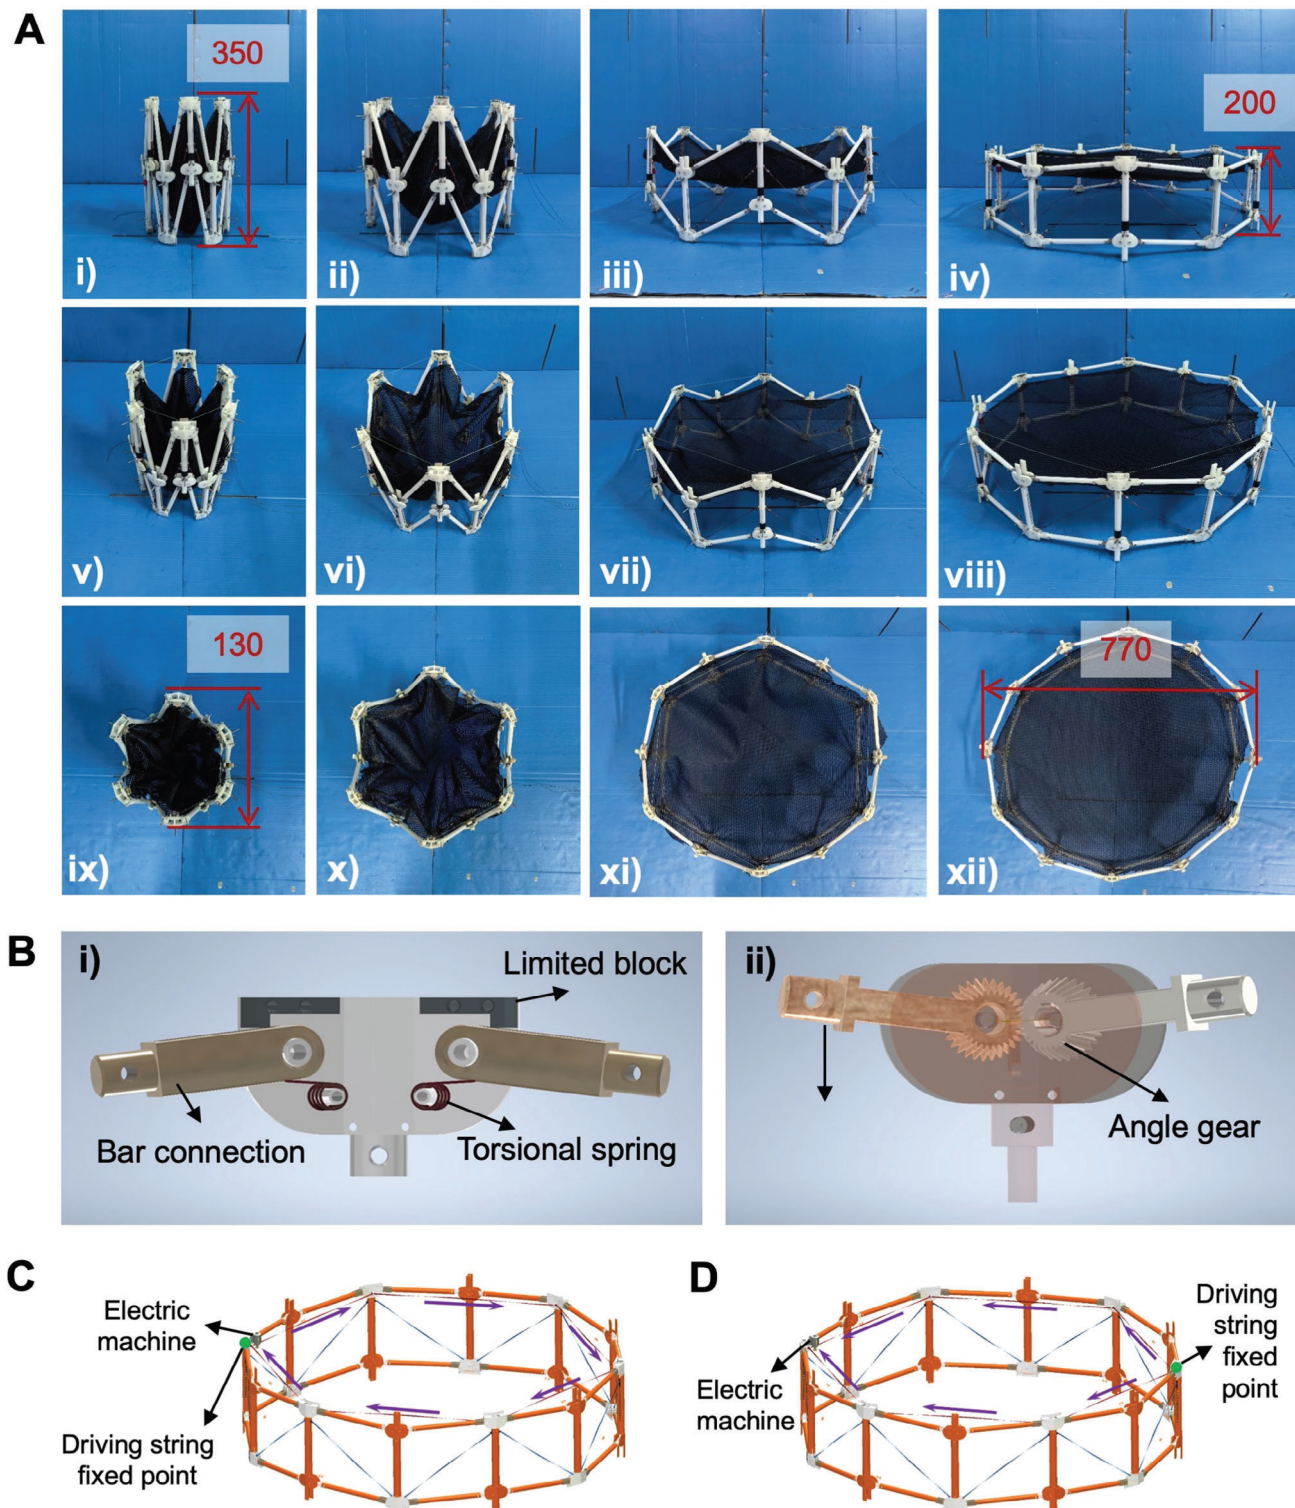 A
350
200
i)
ii)
iii)
iv)
v)
vi)
vii)
viii)
130
770
ix)
x)
xi)
xii)
B
i)
Limited block
Bar connection
Torsional spring
ii)
Angle gear
C
Electric
machine
Driving string
fixed point
D
Driving
string
fixed
point
Electric
machine